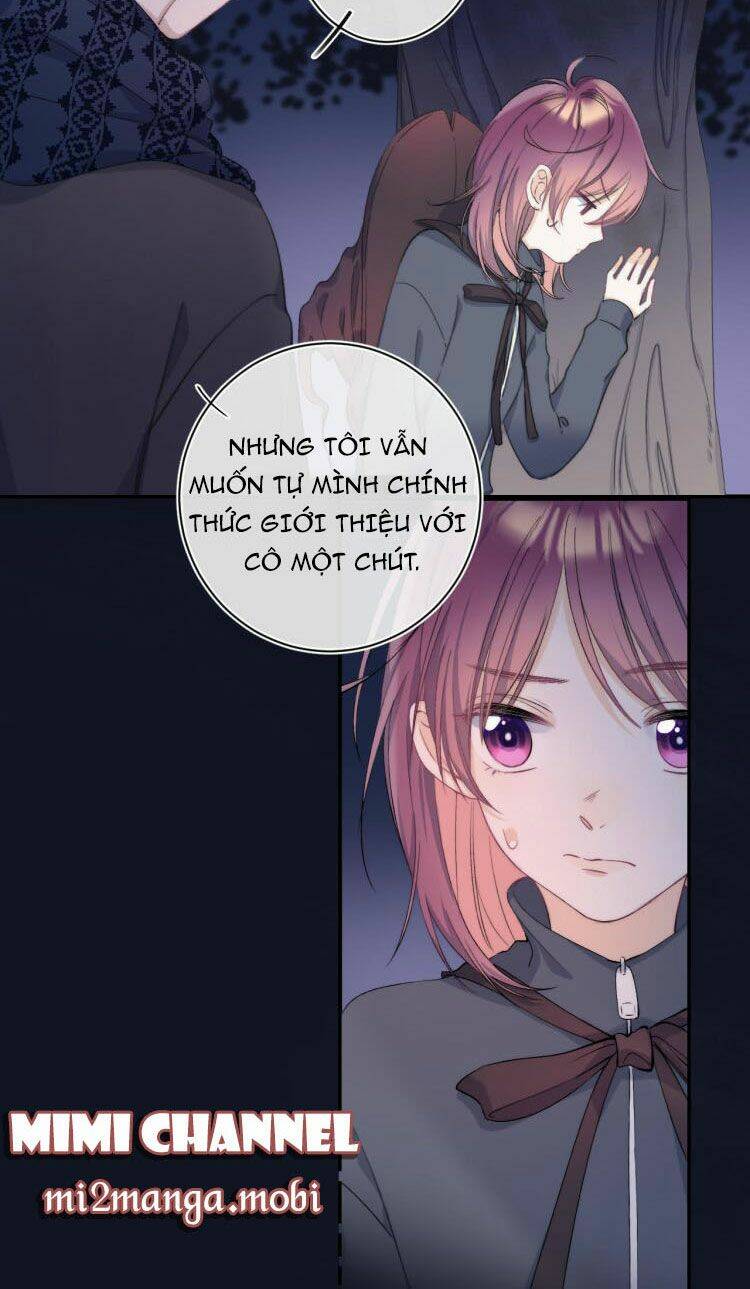 NHƯNG TÔI VẪN
MUỐN TỰ MÌNH CHÍNH
THỨC GIỚI THIỆU VỚI
CÔ MỘT CHÚT.
MIMI CHANNEL
mi2manga.mobi